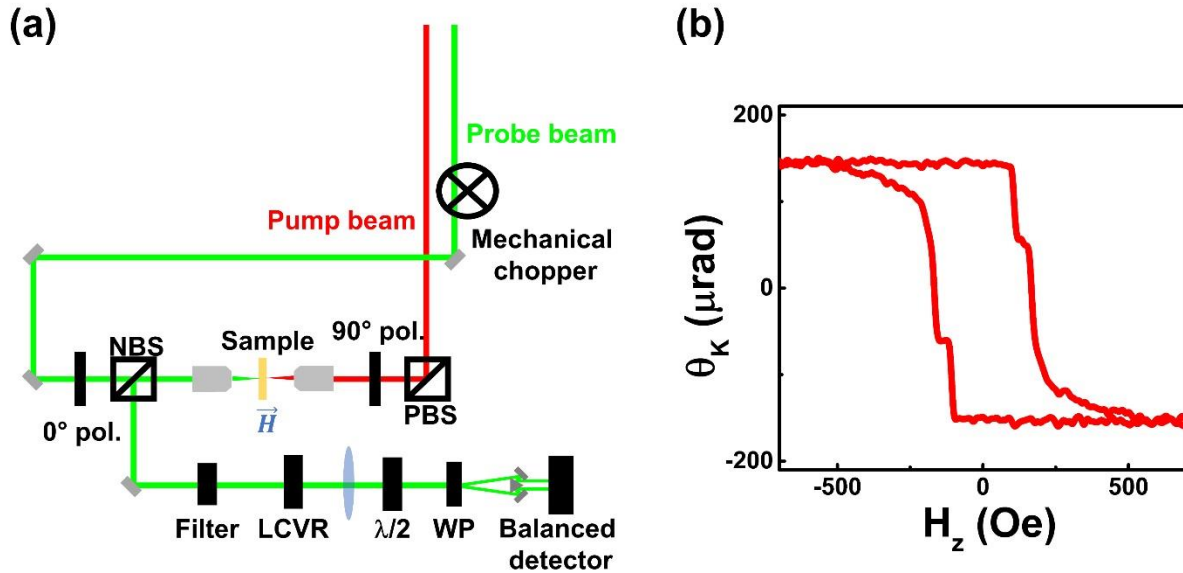 (a)
Probe beam
Pump beam
Mechanical
chopper
NBS
Sample
90° pol.
0° pol.
H
PBS
Filter
LCVR
λ/2
WP
Balanced
detector
(b)
200
0
-200
θK (μrad)
-500
0
500
Hz (Oe)